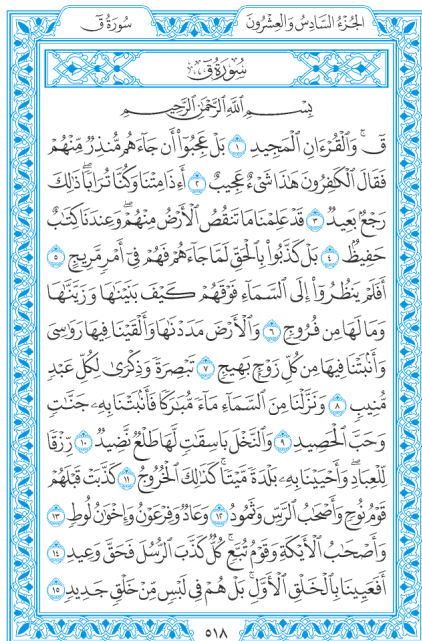 الجُزْءُ السَّادِسُ وَالعِشْرُونَ سُورَةُ قٓ
سُورَةُ قٓ
بِسْمِ ٱللَّهِ ٱلرَّحْمَٰنِ ٱلرَّحِيمِ
قٓۚ وَٱلْقُرْءَانِ ٱلْمَجِيدِ ١ بَلْ عَجِبُوٓا۟ أَن جَآءَهُم مُّنذِرٌ مِّنْهُمْ
فَقَالَ ٱلْكَٰفِرُونَ هَٰذَا شَىْءٌ عَجِيبٌ ٢ أَءِذَا مِتْنَا وَكُنَّا تُرَابًاۖ ذَٰلِكَ
رَجْعٌۢ بَعِيدٌ ٣ قَدْ عَلِمْنَا مَا تَنقُصُ ٱلْأَرْضُ مِنْهُمْۖ وَعِندَنَا كِتَٰبٌ
حَفِيظٌۢ ٤ بَلْ كَذَّبُوا۟ بِٱلْحَقِّ لَمَّا جَآءَهُمْ فَهُمْ فِىٓ أَمْرٍ مَّرِيجٍ ٥
أَفَلَمْ يَنظُرُوٓا۟ إِلَى ٱلسَّمَآءِ فَوْقَهُمْ كَيْفَ بَنَيْنَٰهَا وَزَيَّنَّٰهَا
وَمَا لَهَا مِن فُرُوجٍ ٦ وَٱلْأَرْضَ مَدَدْنَٰهَا وَأَلْقَيْنَا فِيهَا رَوَٰسِىَ
وَأَنۢبَتْنَا فِيهَا مِن كُلِّ زَوْجٍۭ بَهِيجٍ ٧ تَبْصِرَةً وَذِكْرَىٰ لِكُلِّ عَبْدٍ
مُّنِيبٍ ٨ وَنَزَّلْنَا مِنَ ٱلسَّمَآءِ مَآءً مُّبَٰرَكًا فَأَنۢبَتْنَا بِهِۦ جَنَّٰتٍ
وَحَبَّ ٱلْحَصِيدِ ٩ وَٱلنَّخْلَ بَاسِقَٰتٍ لَّهَا طَلْعٌ نَّضِيدٌ ١٠ رِّزْقًا
لِّلْعِبَادِۖ وَأَحْيَيْنَا بِهِۦ بَلْدَةً مَّيْتًاۚ كَذَٰلِكَ ٱلْخُرُوجُ ١١ كَذَّبَتْ قَبْلَهُمْ
قَوْمُ نُوحٍ وَأَصْحَٰبُ ٱلرَّسِّ وَثَمُودُ ١٢ وَعَادٌ وَفِرْعَوْنُ وَإِخْوَٰنُ لُوطٍ ١٣
وَأَصْحَٰبُ ٱلْأَيْكَةِ وَقَوْمُ تُبَّعٍۚ كُلٌّ كَذَّبَ ٱلرُّسُلَ فَحَقَّ وَعِيدِ ١٤
أَفَعَيِينَا بِٱلْخَلْقِ ٱلْأَوَّلِۚ بَلْ هُمْ فِى لَبْسٍ مِّنْ خَلْقٍ جَدِيدٍ ١٥
٥١٨